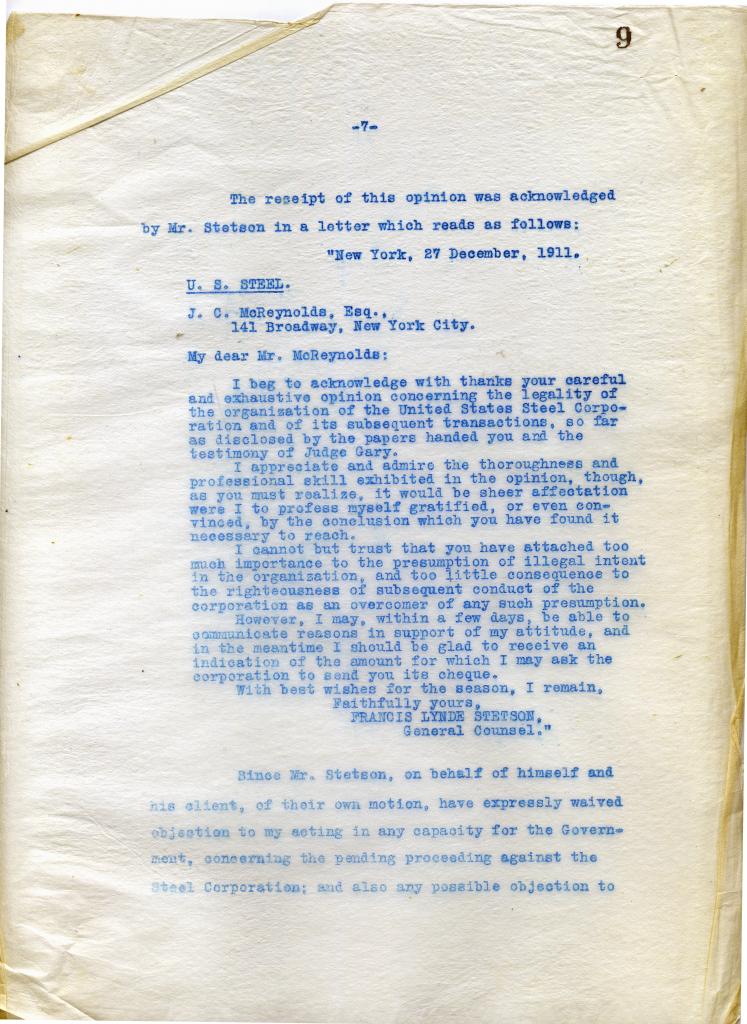 9
-7-
The receipt of this opinion was acknowledged
by Mr. Stetson in a letter which reads as follows:
"New York, 27 December, 1911.
U. S. STEEL.
J. C. McReynolds, Esq.,
141 Broadway, New York City.
My dear Mr. McReynolds:
I beg to acknowledge with thanks your careful
and exhaustive opinion concerning the legality of
the organization of the United States Steel Corpo-
ration and of its subsequent transactions, so far
as disclosed by the papers handed you and the
testimony of Judge Gary.
I appreciate and admire the thoroughness and
professional skill exhibited in the opinion, though,
as you must realize, it would be sheer affectation
were I to profess myself gratified, or even con-
vinced, by the conclusion which you have found it
necessary to reach.
I cannot but trust that you have attached too
much importance to the presumption of illegal intent
in the organization, and too little consequence to
the righteousness of subsequent conduct of the
corporation as an overcomer of any such presumption.
However, I may, within a few days, be able to
communicate reasons in support of my attitude, and
in the meantime I should be glad to receive an
indication of the amount for which I may ask the
corporation to send you its cheque.
With best wishes for the season, I remain,
Faithfully yours,
FRANCIS LYNDE STETSON,
General Counsel."
Since Mr. Stetson, on behalf of himself and
his client, of their own motion, have expressly waived
objection to my acting in any capacity for the Govern-
ment, concerning the pending proceeding against the
Steel Corporation; and also any possible objection to